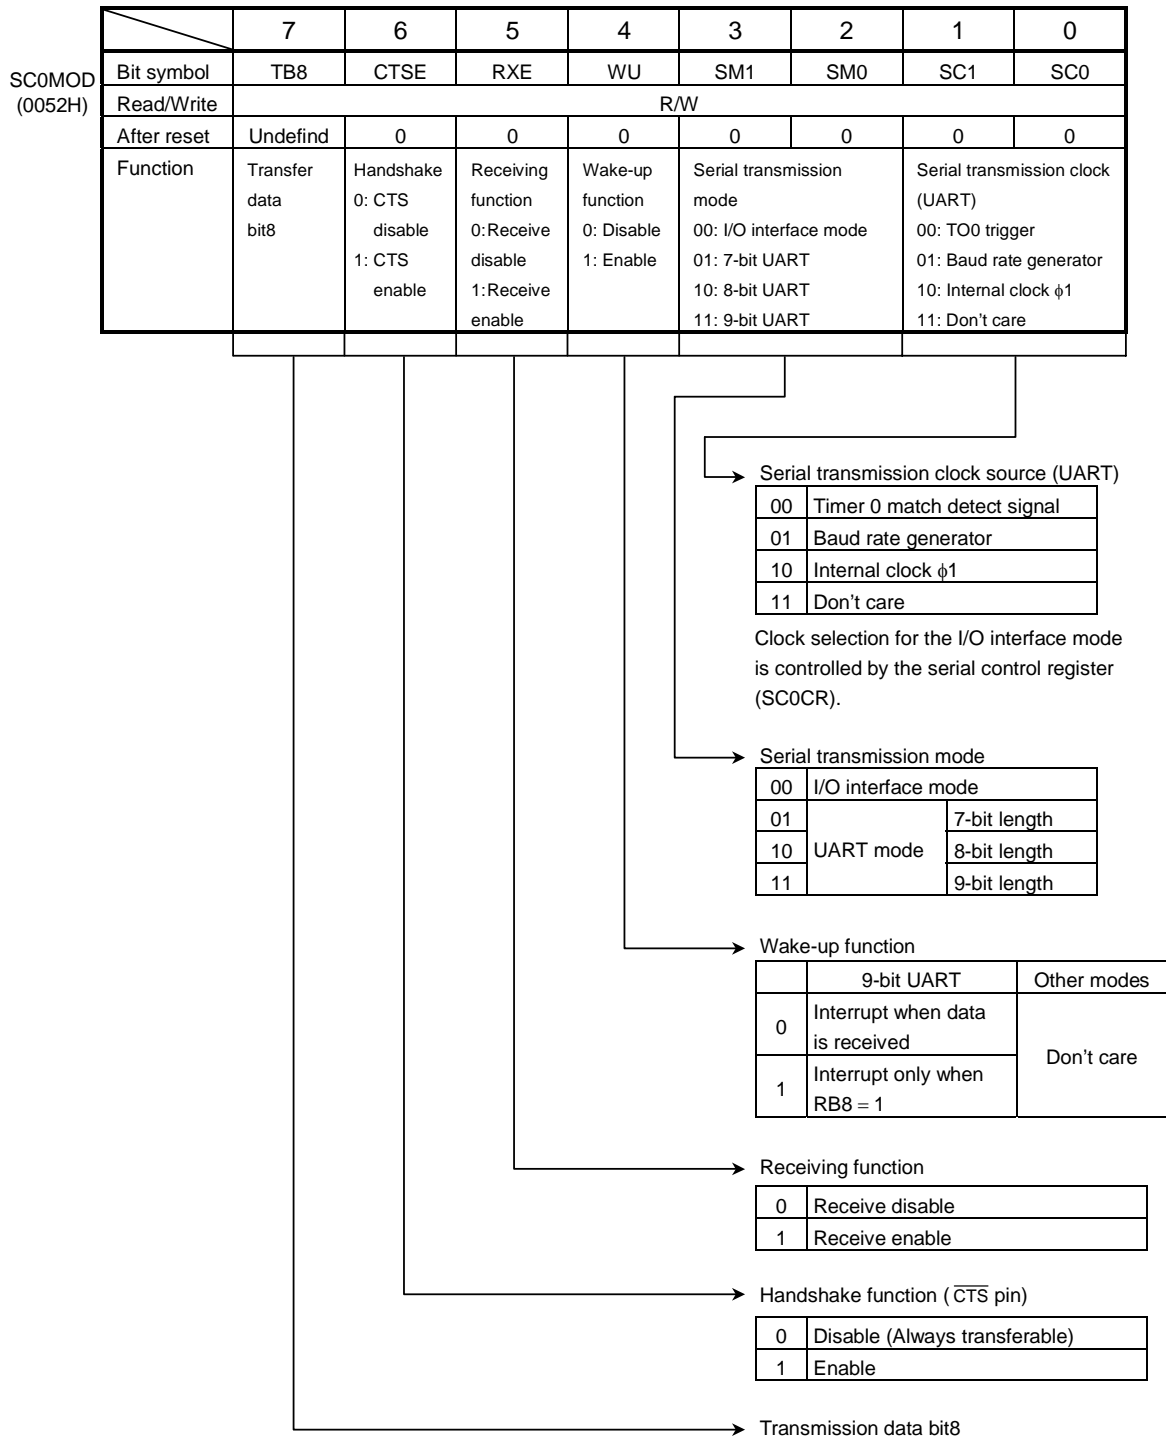 7 6 5 4 3 2 1 0
SC0MOD
(0052H)
Bit symbol TB8 CTSE RXE WU SM1 SM0 SC1 SC0
Read/Write R/W
After reset Undefind 0 0 0 0 0 0 0
Function
Transfer
data
bit8
Handshake
0: CTS
disable
1: CTS
enable
Receiving
function
0:Receive
disable
1:Receive
enable
Wake-up
function
0: Disable
1: Enable
Serial transmission
mode
00: I/O interface mode
01: 7-bit UART
10: 8-bit UART
11: 9-bit UART
Serial transmission clock
(UART)
00: TO0 trigger
01: Baud rate generator
10: Internal clock ϕ1
11: Don't care
Serial transmission clock source (UART)
00 Timer 0 match detect signal
01 Baud rate generator
10 Internal clock ϕ1
11 Don't care
Clock selection for the I/O interface mode
is controlled by the serial control register
(SC0CR).
Serial transmission mode
00 I/O interface mode
01 7-bit length
10 UART mode 8-bit length
11 9-bit length
Wake-up function
9-bit UART Other modes
0 Interrupt when data
is received
Don't care
1 Interrupt only when
RB8 = 1
Receiving function
0 Receive disable
1 Receive enable
Handshake function ( C̅T̅S̅ pin)
0 Disable (Always transferable)
1 Enable
Transmission data bit8